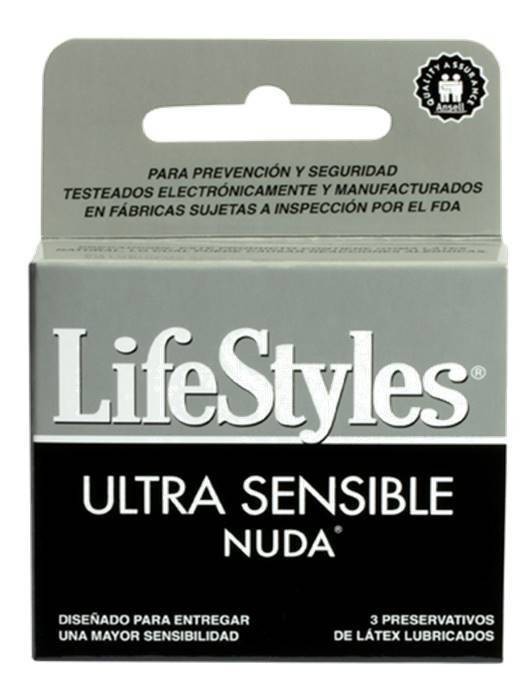 QUALITY ASSURANCE
Ansell
PARA PREVENCIÓN Y SEGURIDAD
TESTEADOS ELECTRÓNICAMENTE Y MANUFACTURADOS
EN FÁBRICAS SUJETAS A INSPECCIÓN POR EL FDA
LifeStyles®
ULTRA SENSIBLE
NUDA®
DISEÑADO PARA ENTREGAR
UNA MAYOR SENSIBILIDAD
3 PRESERVATIVOS
DE LÁTEX LUBRICADOS